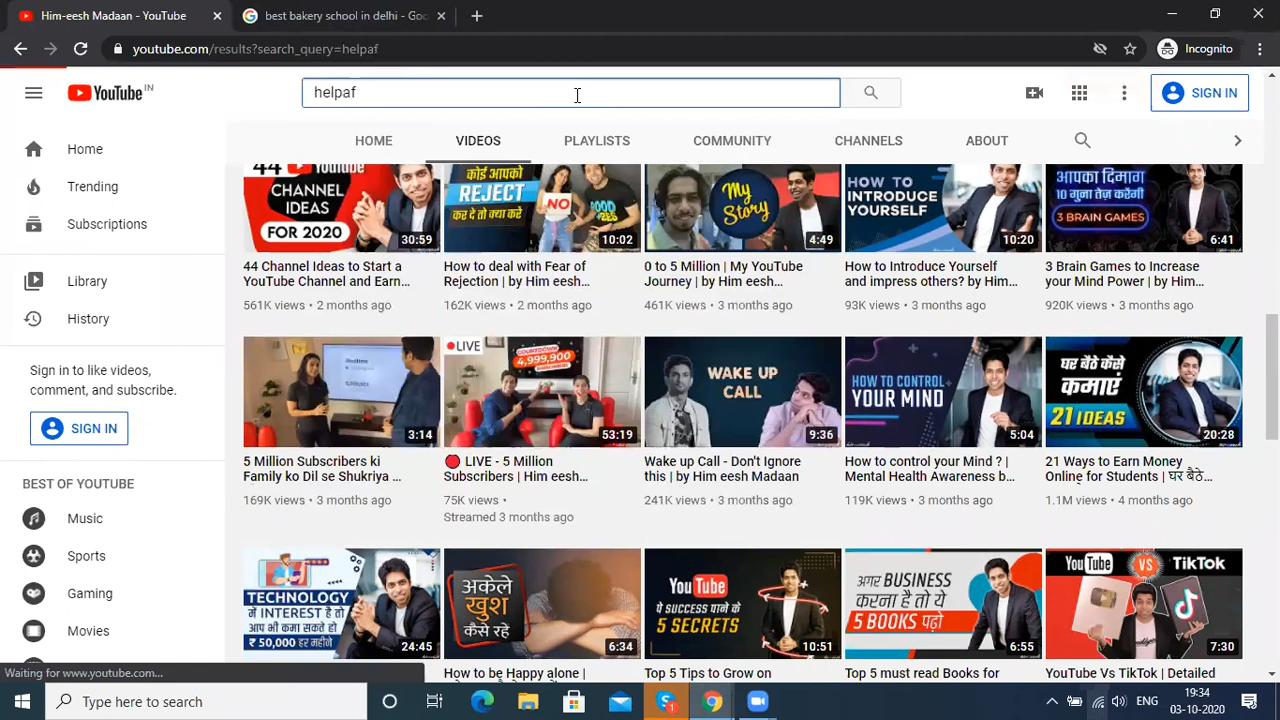 Him-eesh Madaan - YouTube
best bakery school in delhi - Goo
youtube.com/results?search_query=helpaf
Incognito
YouTube IN
helpaf
SIGN IN
HOME
VIDEOS
PLAYLISTS
COMMUNITY
CHANNELS
ABOUT
Home
Trending
Subscriptions
Library
History
Sign in to like videos,
comment, and subscribe.
SIGN IN
BEST OF YOUTUBE
Music
Sports
Gaming
Movies
44 YouTube
CHANNEL
IDEAS
FOR 2020
30:59
कोई आपको
REJECT
कर दे तो क्या करे
NO
GOOD
VIBES
10:02
My
Story
4:49
HOW TO
INTRODUCE
YOURSELF
10:20
आपका दिमाग
10 गुना तेज़ करेंगी
3 BRAIN GAMES
6:41
44 Channel Ideas to Start a
YouTube Channel and Earn...
561K views • 2 months ago
How to deal with Fear of
Rejection | by Him eesh...
162K views • 2 months ago
0 to 5 Million | My YouTube
Journey | by Him eesh...
461K views • 3 months ago
How to Introduce Yourself
and impress others? by Him...
93K views • 3 months ago
3 Brain Games to Increase
your Mind Power | by Him...
920K views • 3 months ago
3:14
LIVE
COUNTDOWN
4,999,900
53:19
WAKE UP
CALL
9:36
HOW TO CONTROL
YOUR MIND
5:04
घर बैठे कैसे
कमाएं
21 IDEAS
20:28
5 Million Subscribers ki
Family ko Dil se Shukriya ...
169K views • 3 months ago
LIVE - 5 Million
Subscribers | Him eesh...
75K views •
Streamed 3 months ago
Wake up Call - Don't Ignore
this | by Him eesh Madaan
241K views • 3 months ago
How to control your Mind ? |
Mental Health Awareness b...
119K views • 3 months ago
21 Ways to Earn Money
Online for Students | घर बैठे...
1.1M views • 4 months ago
TECHNOLOGY
में INTEREST है तो
आप भी कमा सकते हो
₹ 50,000 हर महीने
24:45
अकेले
खुश
कैसे रहे
6:34
YouTube
पे SUCCESS पाने के
5 SECRETS
10:51
अगर BUSINESS
करना है तो ये
5 BOOKS पढ़ो
6:55
YouTube VS TikTok
7:30
How to be Happy alone |
Top 5 Tips to Grow on
Top 5 must read Books for
YouTube Vs TikTok | Detailed
Waiting for www.youtube.com...
Type here to search
ENG
19:34
03-10-2020